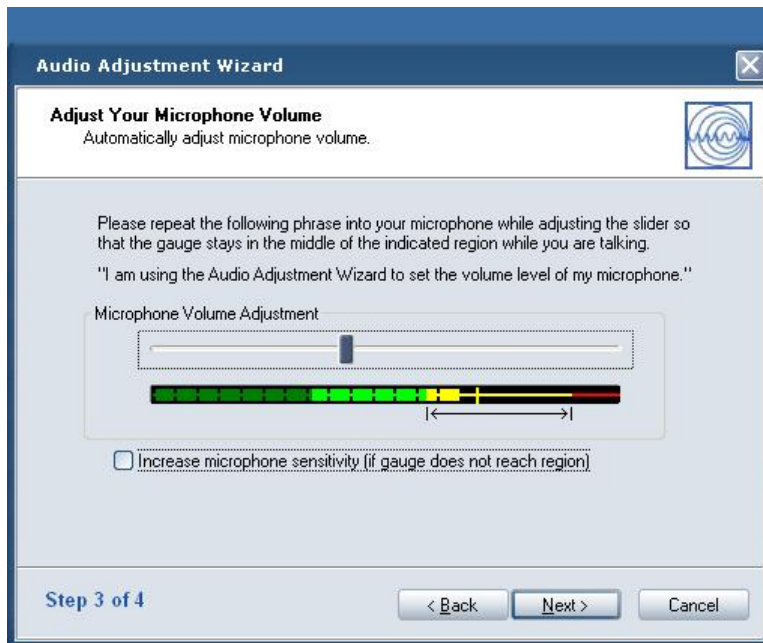 Audio Adjustment Wizard
Adjust Your Microphone Volume
Automatically adjust microphone volume.
Please repeat the following phrase into your microphone while adjusting the slider so
that the gauge stays in the middle of the indicated region while you are talking.
"I am using the Audio Adjustment Wizard to set the volume level of my microphone."
Microphone Volume Adjustment
Increase microphone sensitivity (if gauge does not reach region)
Step 3 of 4
< Back
Next >
Cancel